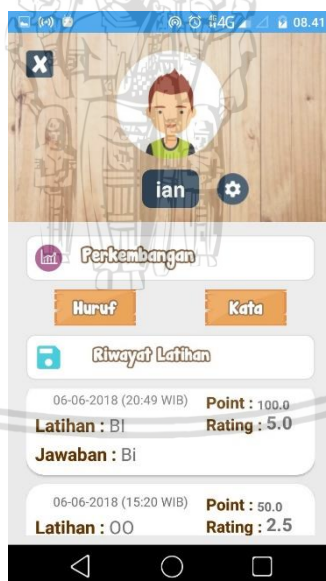 4G 08.41
X
ian
Perkembangan
Huruf Kata
Riwayat Latihan
06-06-2018 (20:49 WIB) Point : 100.0
Latihan : BI Rating : 5.0
Jawaban : Bi
06-06-2018 (15:20 WIB) Point : 50.0
Latihan : OO Rating : 2.5